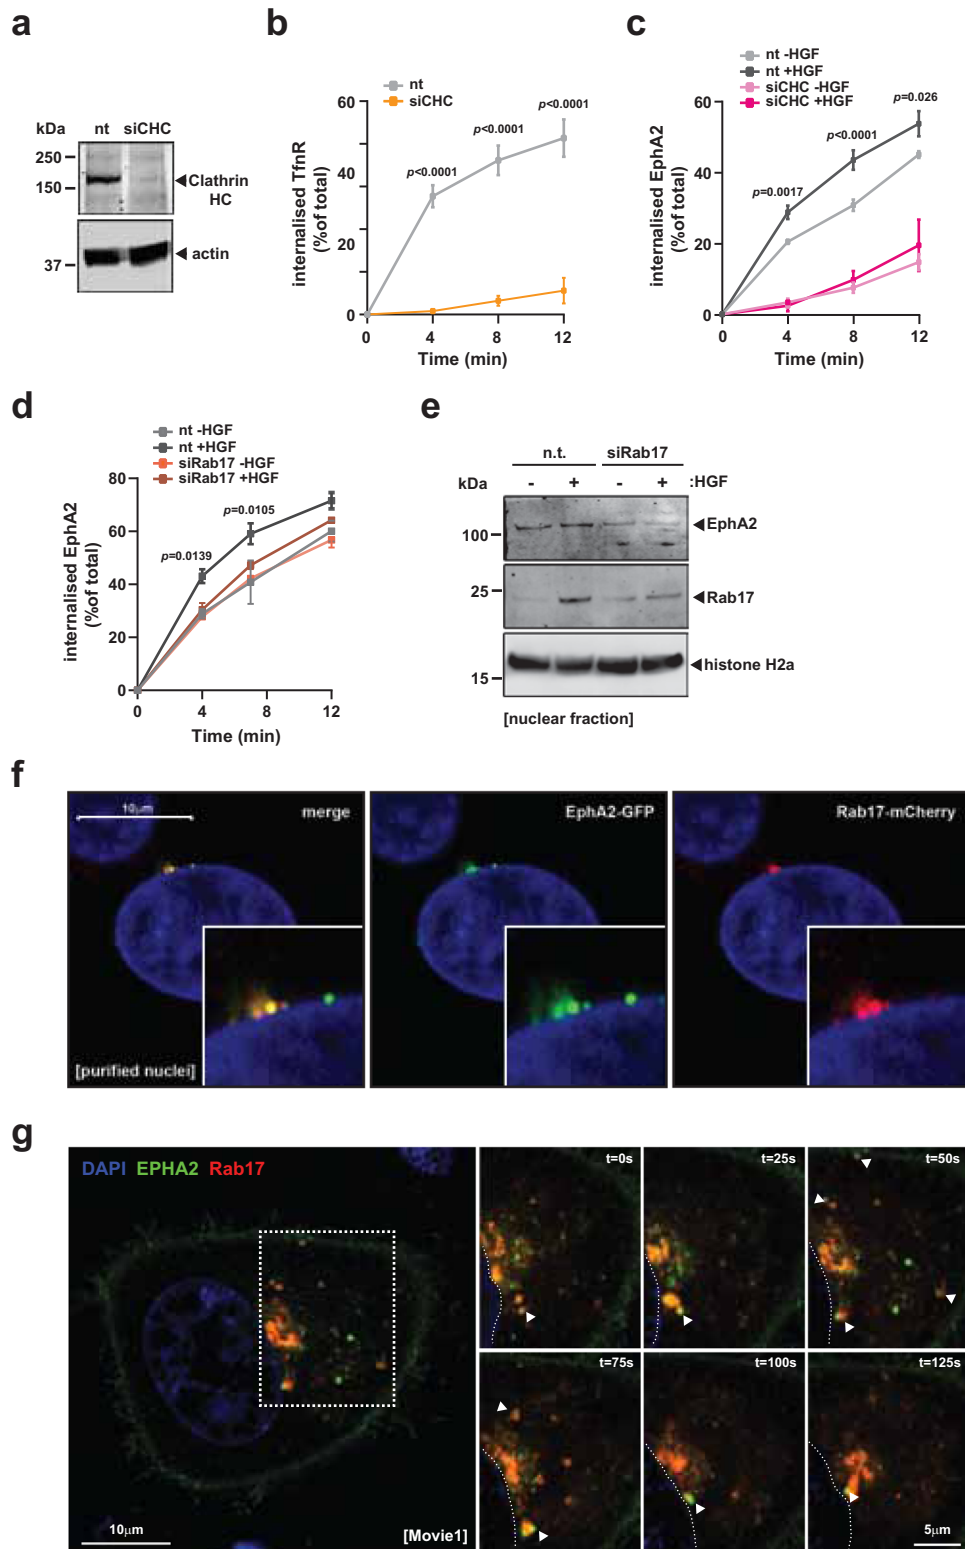 a
kDa nt siCHC
250
150
Clathrin
HC
actin
37
b
nt
siCHC
60
40
20
0
internalised TfnR
(%of total)
p<0.0001
p<0.0001
p<0.0001
0 4 8 12
Time (min)
c
nt -HGF
nt +HGF
siCHC -HGF
siCHC +HGF
60
40
20
0
internalised EphA2
(%of total)
p=0.0017
p<0.0001
p=0.026
0 4 8 12
Time (min)
d
nt -HGF
nt +HGF
siRab17 -HGF
siRab17 +HGF
80
60
40
20
0
internalised EphA2
(%of total)
p=0.0139
p=0.0105
0 4 8 12
Time (min)
e
n.t. siRab17
kDa - + - + :HGF
100
EphA2
25
Rab17
histone H2a
15
[nuclear fraction]
f
10µm
merge
EphA2-GFP
Rab17-mCherry
[purified nuclei]
g
DAPI EPHA2 Rab17
10µm
[Movie1]
t=0s
t=25s
t=50s
t=75s
t=100s
t=125s
5µm